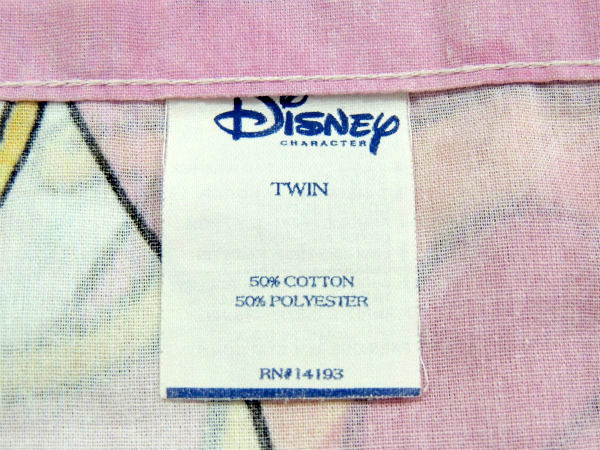 Disney
CHARACTER
TWIN
50% COTTON
50% POLYESTER
RN#14193